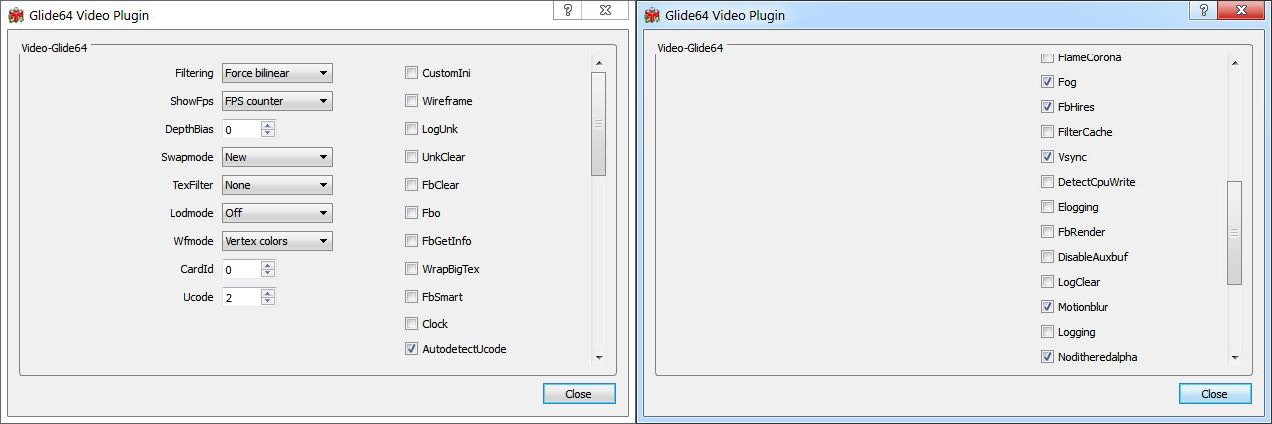 Glide64 Video Plugin
?
Video-Glide64
Filtering Force bilinear CustomIni
ShowFps FPS counter Wireframe
DepthBias 0 LogUnk
Swapmode New UnkClear
TexFilter None FbClear
Lodmode Off Fbo
Wfmode Vertex colors FbGetInfo
CardId 0 WrapBigTex
Ucode 2 FbSmart
Clock
AutodetectUcode
Close
Glide64 Video Plugin
?
Video-Glide64
FlameCorona
Fog
FbHires
FilterCache
Vsync
DetectCpuWrite
Elogging
FbRender
DisableAuxbuf
LogClear
Motionblur
Logging
Noditheredalpha
Close